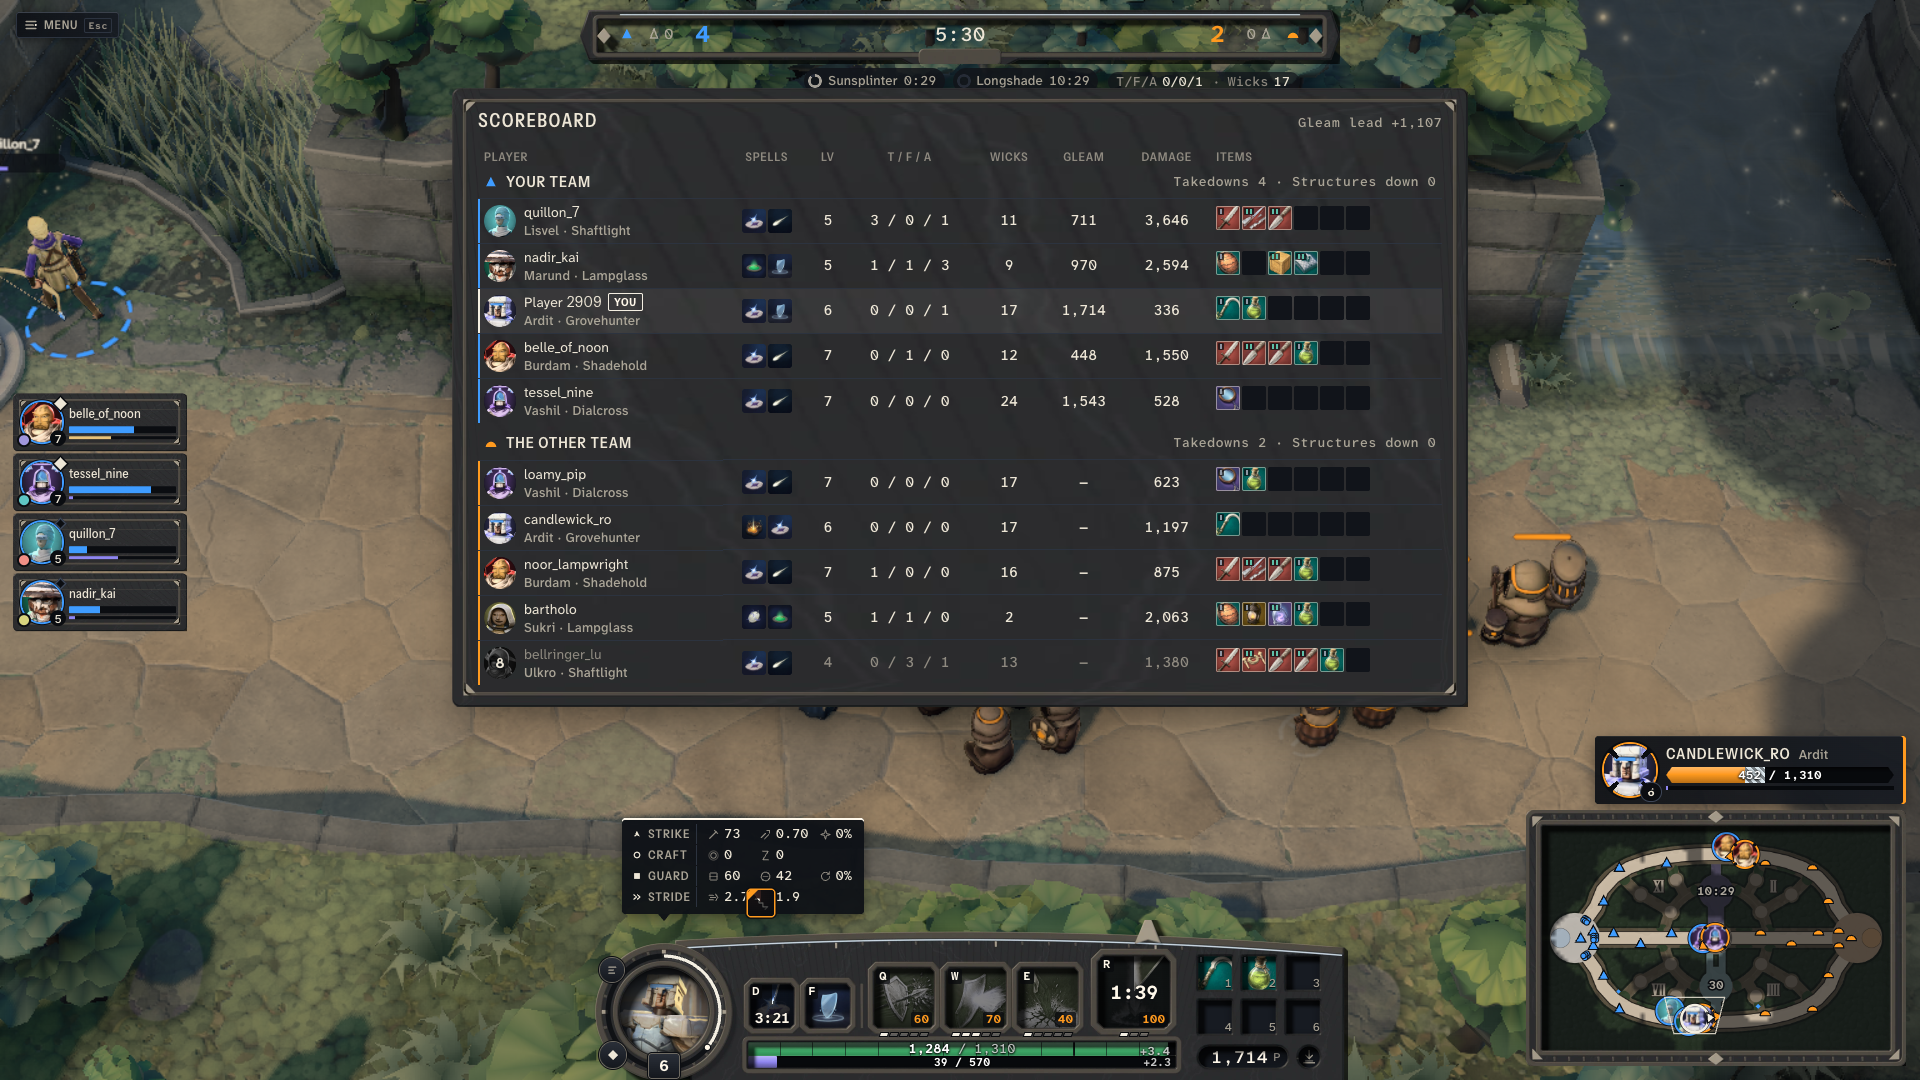 MENU Esc
Δ 0 4 5:30 2 0 Δ
Sunsplinter 0:29 Longshade 10:29 T/F/A 0/0/1 · Wicks 17
SCOREBOARD
Gleam lead +1,107
PLAYER SPELLS LV T / F / A WICKS GLEAM DAMAGE ITEMS
YOUR TEAM Takedowns 4 · Structures down 0
quillon_7
Lisvel · Shaftlight
5 3 / 0 / 1 11 711 3,646
nadir_kai
Marund · Lampglass
5 1 / 1 / 3 9 970 2,594
Player 2909 YOU
Ardit · Grovehunter
6 0 / 0 / 1 17 1,714 336
belle_of_noon
Burdam · Shadehold
7 0 / 1 / 0 12 448 1,550
tessel_nine
Vashil · Dialcross
7 0 / 0 / 0 24 1,543 528
THE OTHER TEAM Takedowns 2 · Structures down 0
loamy_pip
Vashil · Dialcross
7 0 / 0 / 0 17 – 623
candlewick_ro
Ardit · Grovehunter
6 0 / 0 / 0 17 – 1,197
noor_lampwright
Burdam · Shadehold
7 1 / 0 / 0 16 – 875
bartholo
Sukri · Lampglass
5 1 / 1 / 0 2 – 2,063
8
bellringer_lu
Ulkro · Shaftlight
4 0 / 3 / 1 13 – 1,380
illon_7
belle_of_noon
7
tessel_nine
7
quillon_7
5
nadir_kai
5
CANDLEWICK_RO Ardit
452 / 1,310
6
STRIKE 73 0.70 0%
CRAFT 0 0
GUARD 60 42 0%
STRIDE 2.7 1.9
D 3:21
F
Q 60
W 70
E 40
R 1:39 100
1 2 3
4 5 6
1,284 / 1,310 +3.4
39 / 570 +2.3
6
1,714 P
XI II
10:29
30
VII IIII